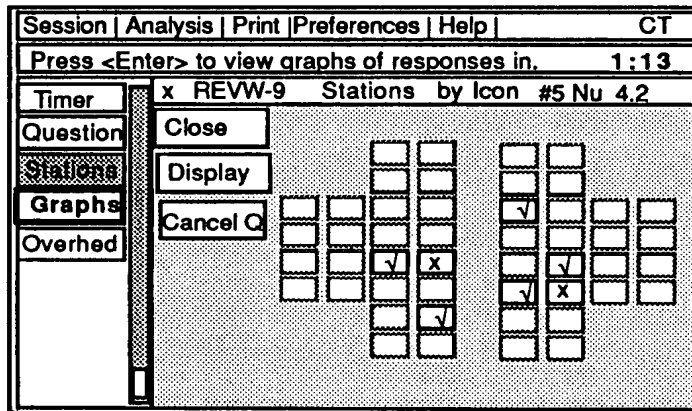 Session | Analysis | Print |Preferences | Help | CT
Press <Enter> to view graphs of responses in. 1:13
Timer
x REVW-9 Stations by Icon #5 Nu 4.2
Question
Close
Stations
Display
Graphs
Cancel Q
Overhed
√
√ x √
√ x
√